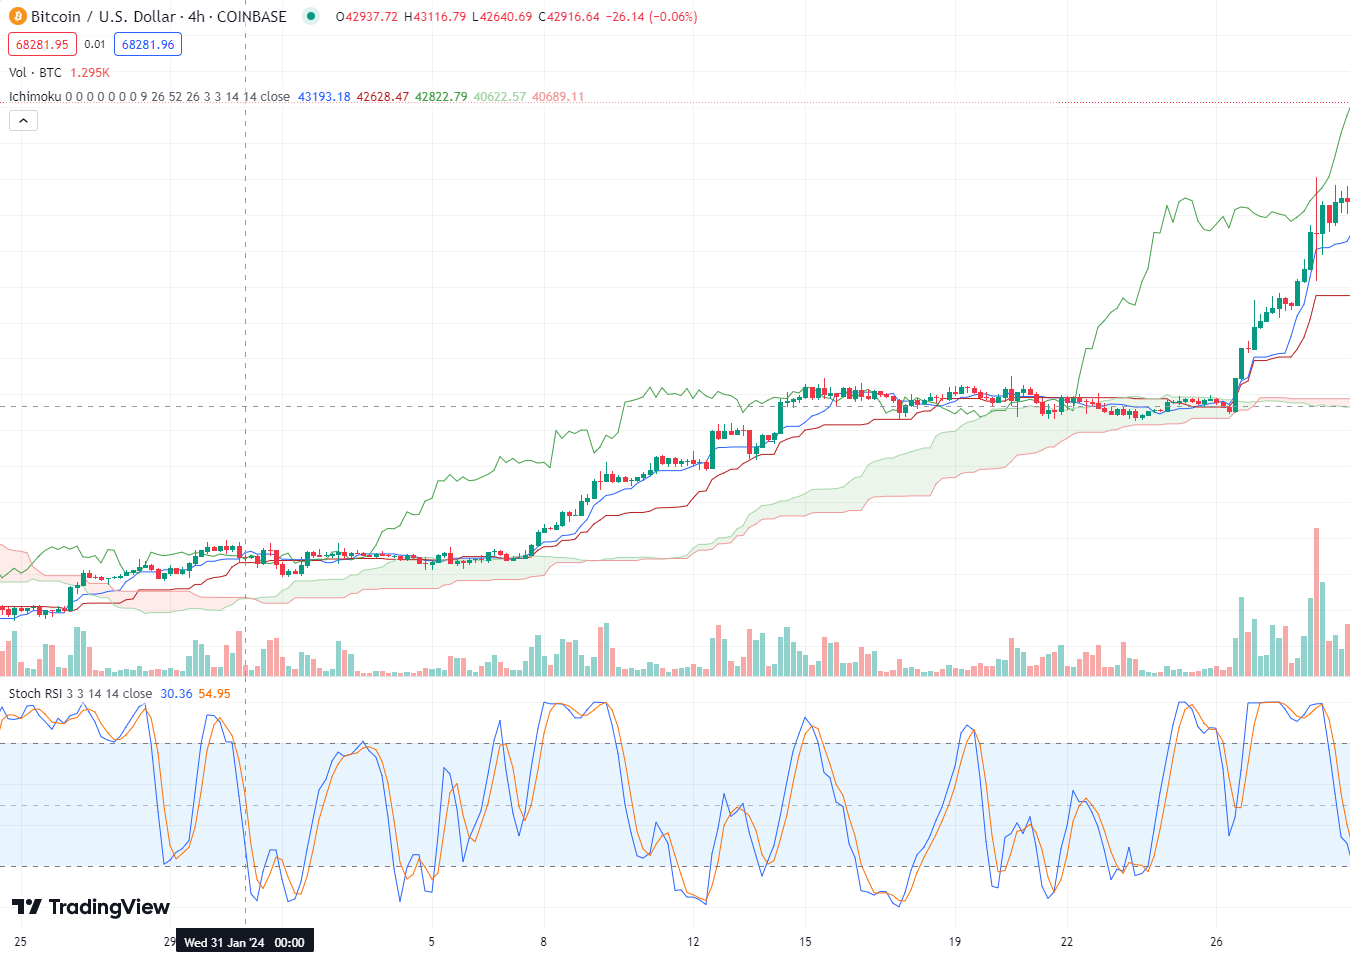 Bitcoin / U.S. Dollar · 4h · COINBASE O42937.72 H43116.79 L42640.69 C42916.64 −26.14 (−0.06%)
68281.95 0.01 68281.96
Vol · BTC 1.295K
Ichimoku 0 0 0 0 0 0 0 9 26 52 26 3 3 14 14 close 43193.18 42628.47 42822.79 40622.57 40689.11
Stoch RSI 3 3 14 14 close 30.36 54.95
TradingView
25 29 Wed 31 Jan '24 00:00 5 8 12 15 19 22 26